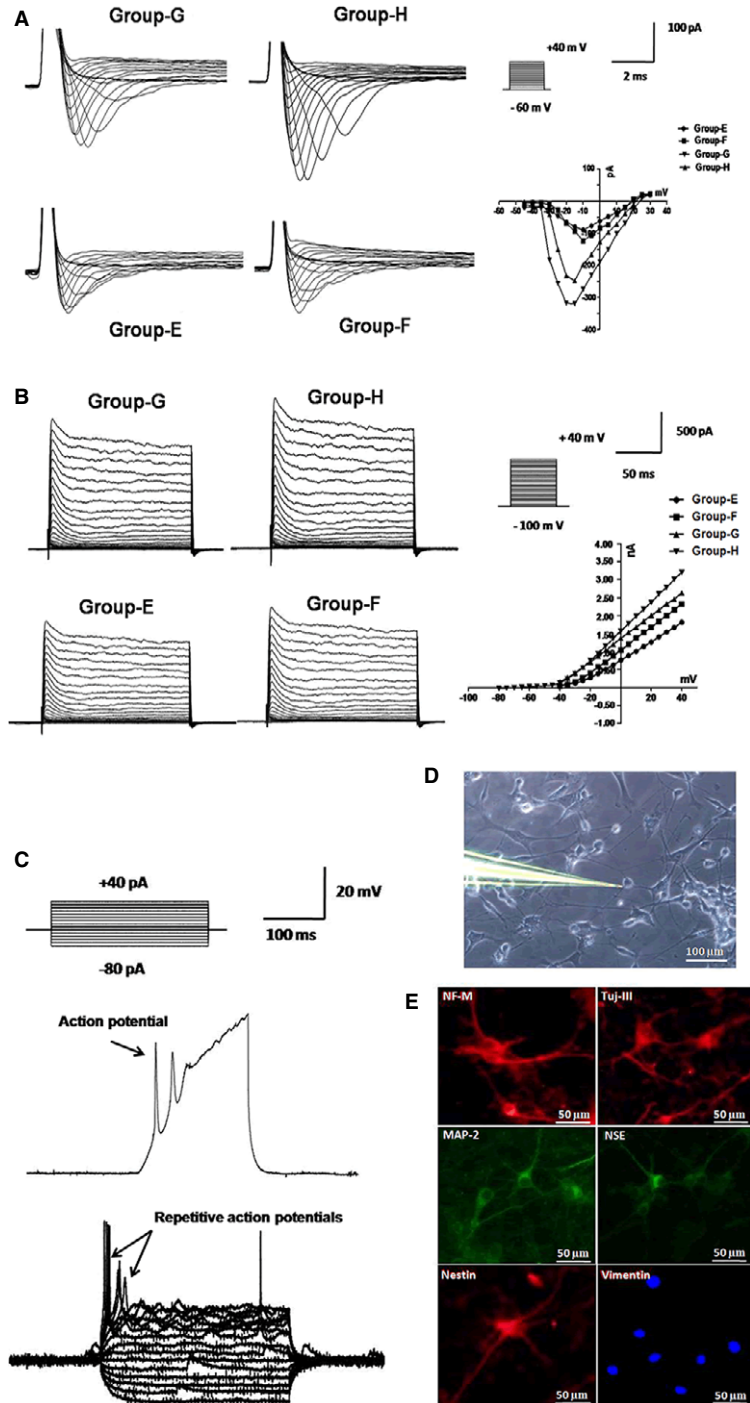 A
Group-G
Group-H
+40 m V
- 60 m V
100 pA
2 ms
Group-E
Group-F
Group-G
Group-H
pA
mV
100
-60 -50 -40 -30 -20 -10 10 20 30 40
-200
-300
-400
Group-E
Group-F
B
Group-G
Group-H
+ 40 m V
- 100 m V
500 pA
50 ms
Group-E
Group-F
Group-G
Group-H
Group-E
Group-F
nA
4.00
3.50
3.00
2.50
2.00
1.50
1.00
mV
-100 -80 -60 -40 -20 20 40
-0.50
-1.00
C
+40 pA
-80 pA
20 mV
100 ms
Action potential
Repetitive action potentials
D
100 µm
E
NF-M
50 µm
Tuj-III
50 µm
MAP-2
50 µm
NSE
50 µm
Nestin
50 µm
Vimentin
50 µm